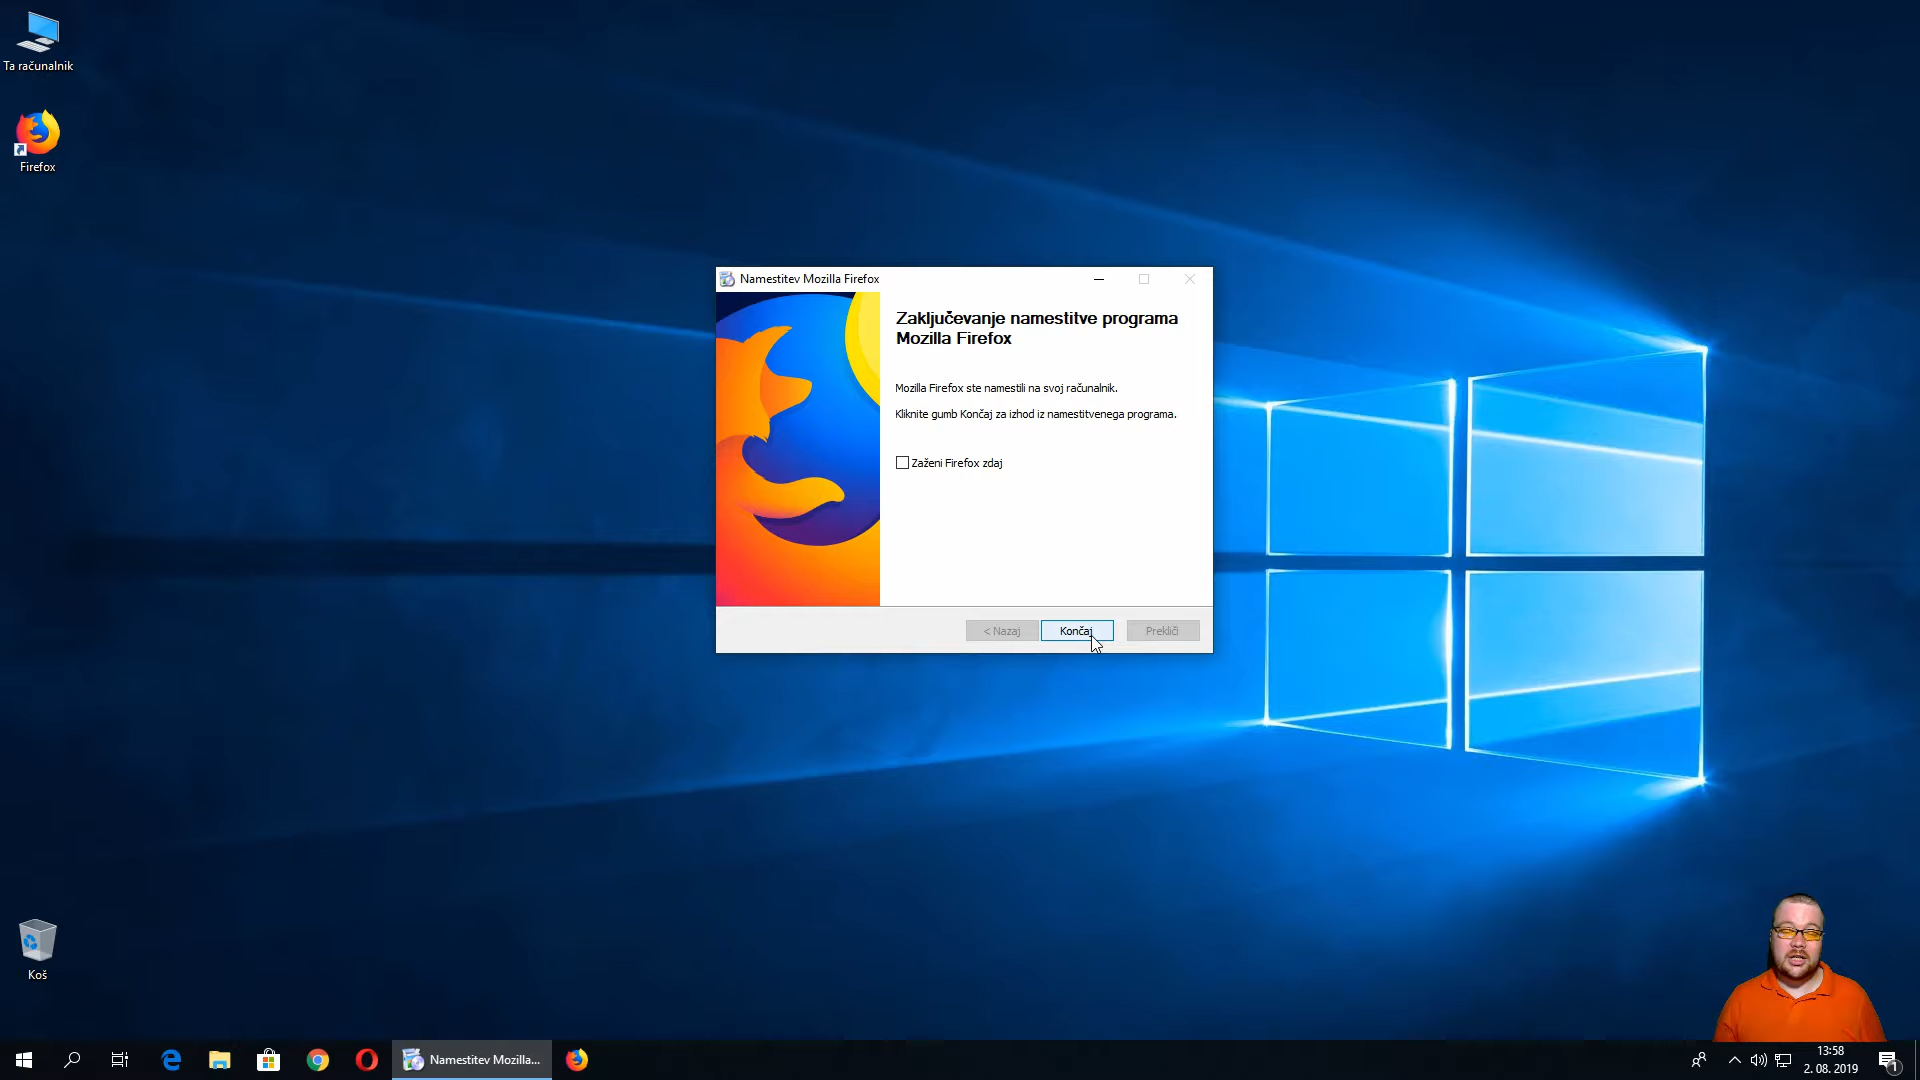 Ta računalnik
Firefox
Namestitev Mozilla Firefox
Zaključevanje namestitve programa
Mozilla Firefox
Mozilla Firefox ste namestili na svoj računalnik.
Kliknite gumb Končaj za izhod iz namestitvenega programa.
Zaženi Firefox zdaj
< Nazaj
Končaj
Prekliči
Koš
Namestitev Mozilla...
13:58
2. 08. 2019
1